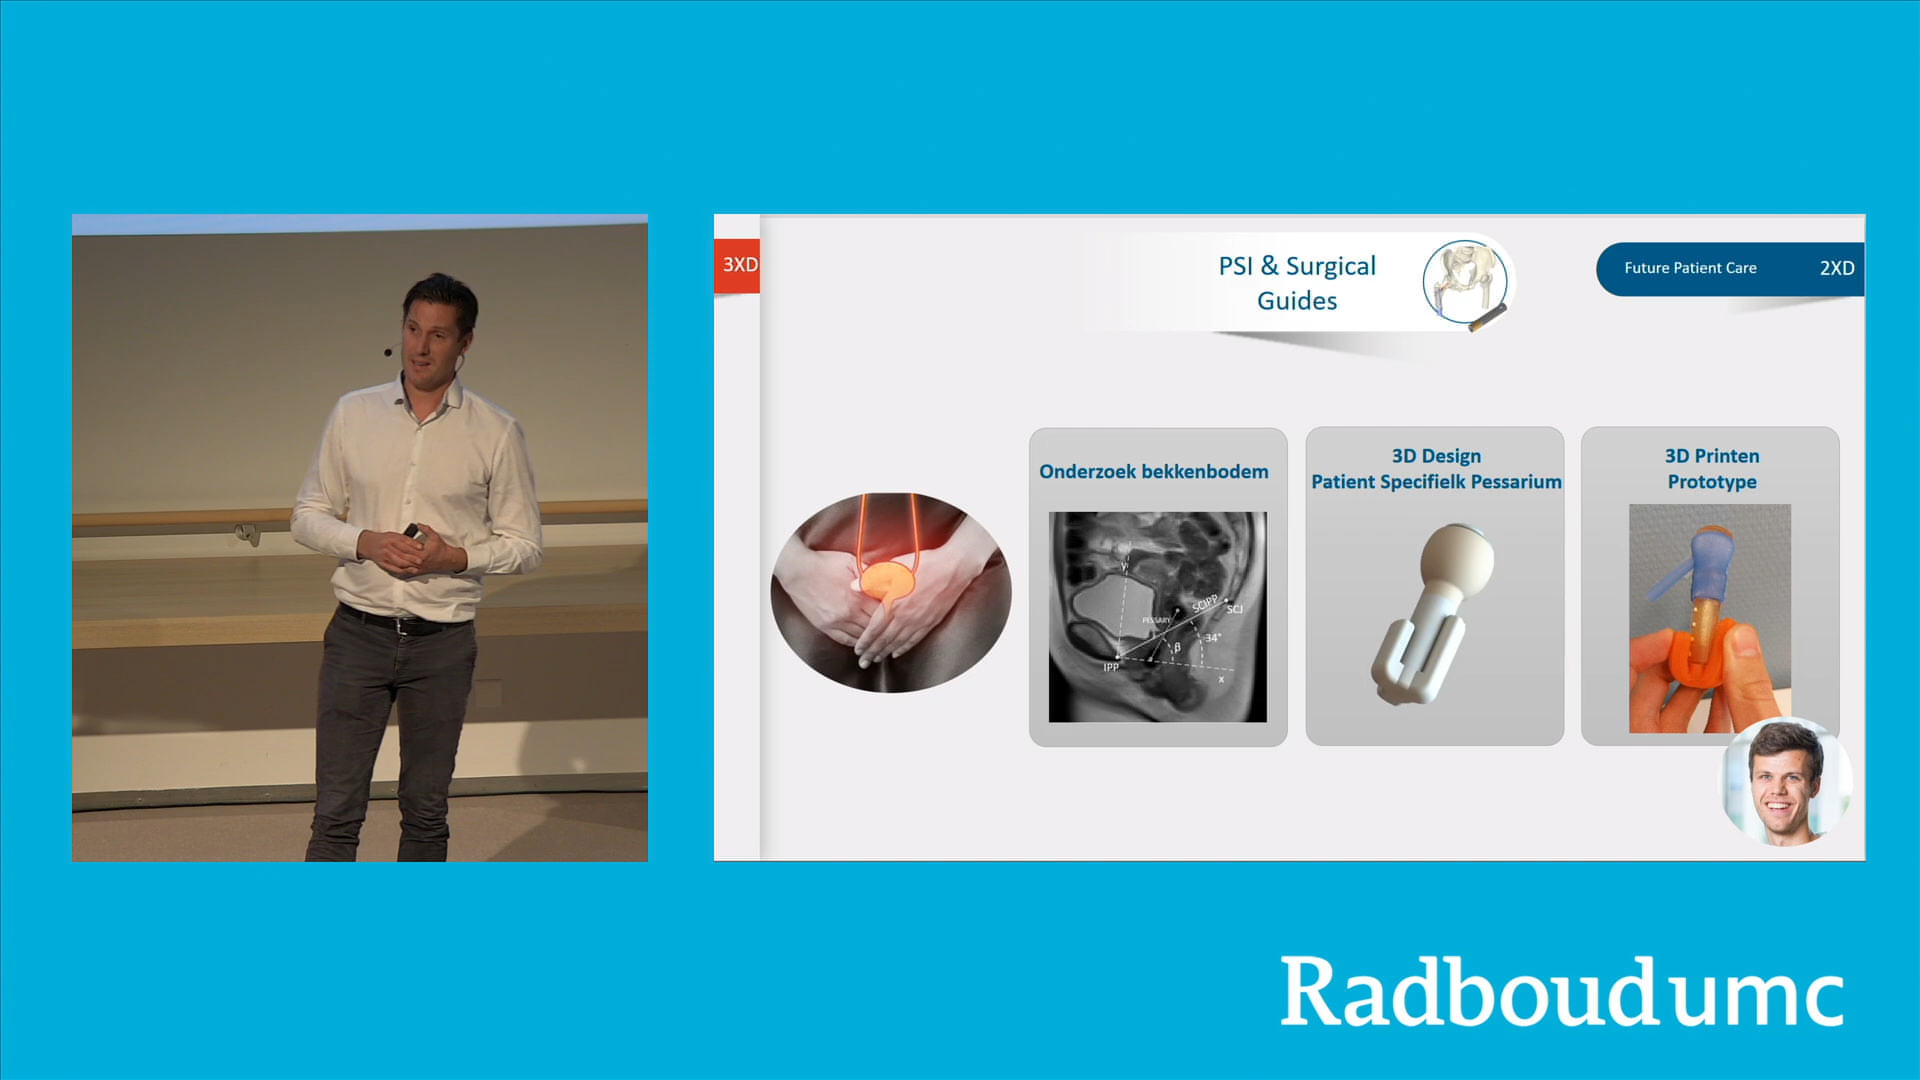 3XD
PSI & Surgical
Guides
Future Patient Care
2XD
Onderzoek bekkenbodem
3D Design
Patient Specifielk Pessarium
3D Printen
Prototype
y
SCIPP
SCJ
PESSARY
34°
β
IPP
x
Radboudumc